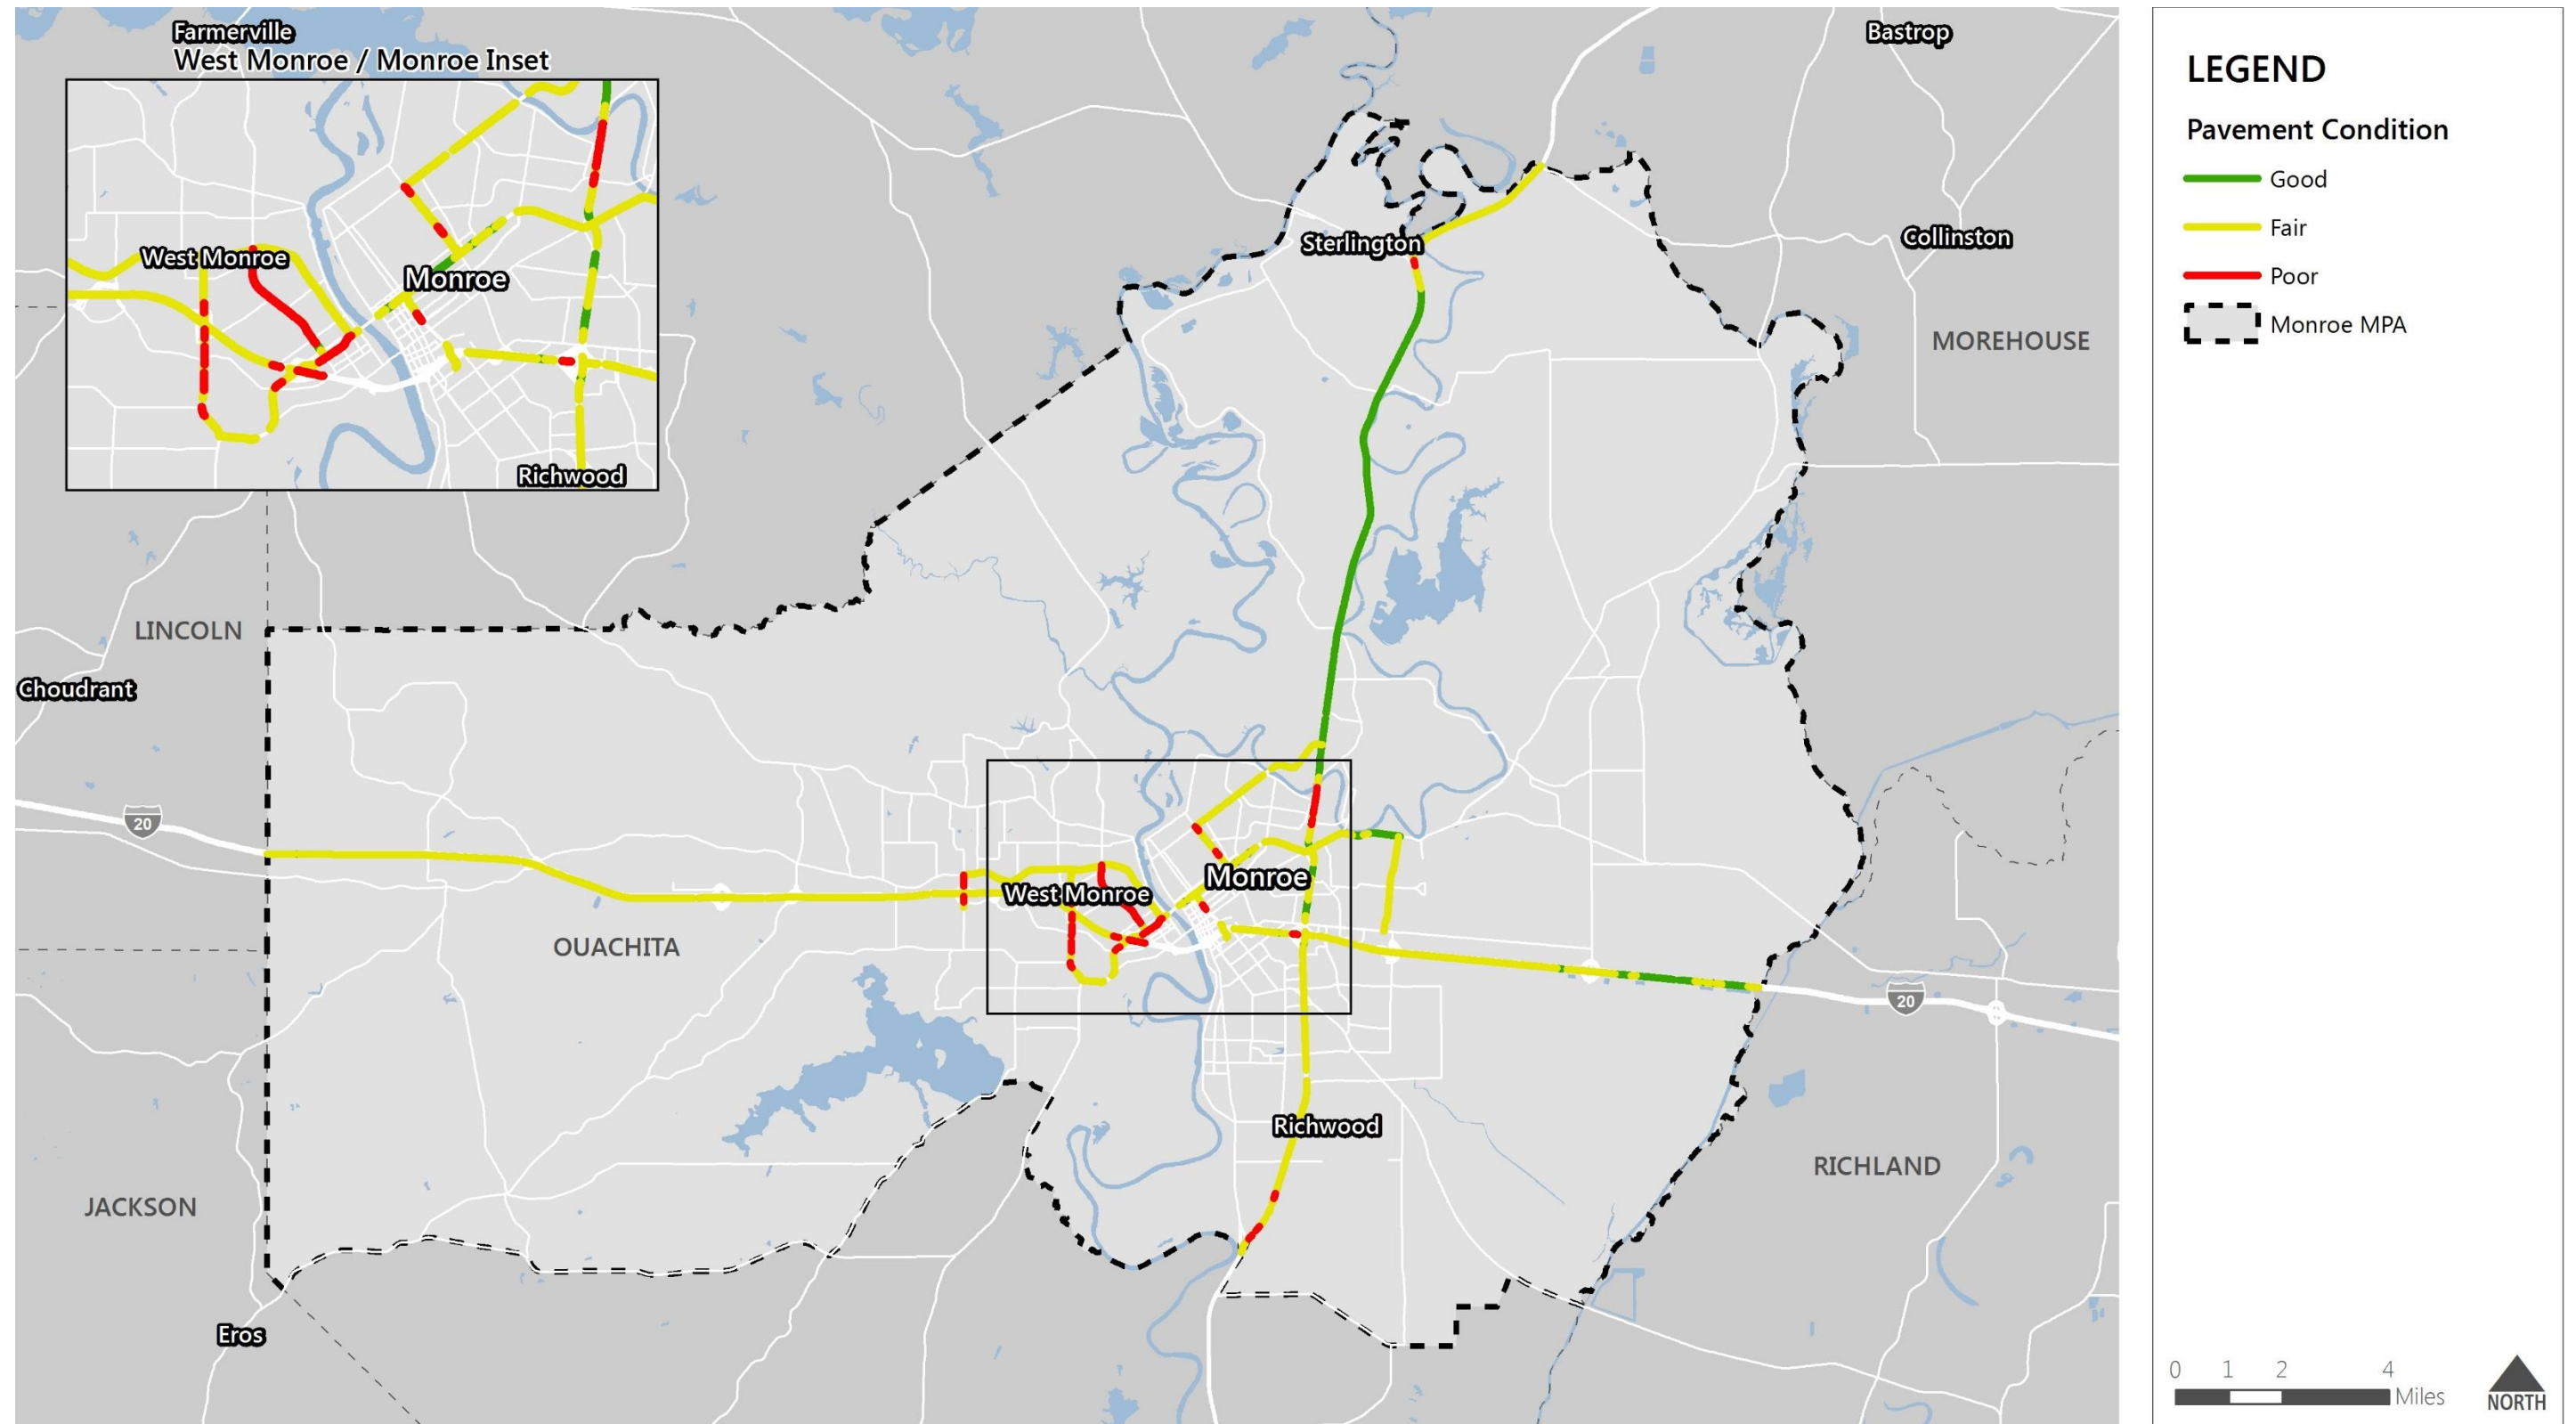 Farmerville
West Monroe / Monroe Inset
West Monroe
Monroe
Richwood
Bastrop
Sterlington
Collinston
MOREHOUSE
LINCOLN
Choudrant
20
West Monroe
Monroe
OUACHITA
20
Richwood
RICHLAND
JACKSON
Eros
LEGEND
Pavement Condition
Good
Fair
Poor
Monroe MPA
0 1 2 4
Miles
NORTH